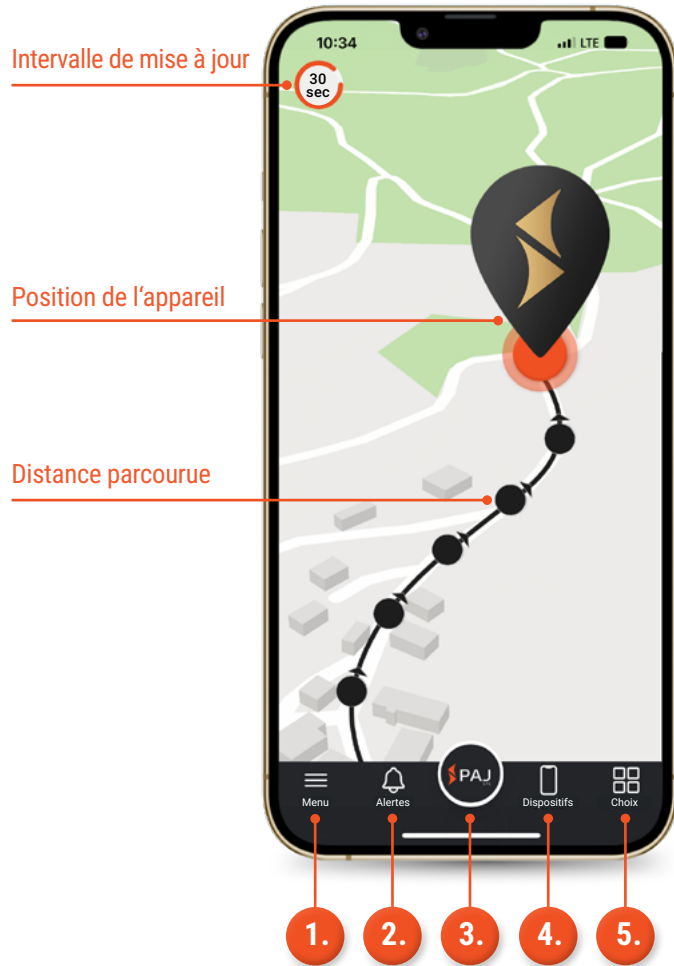 10:34
LTE
Intervalle de mise à jour
30
sec
Position de l‘appareil
Distance parcourue
PAJ
Menu
Alertes
Dispositifs
Choix
1.
2.
3.
4.
5.